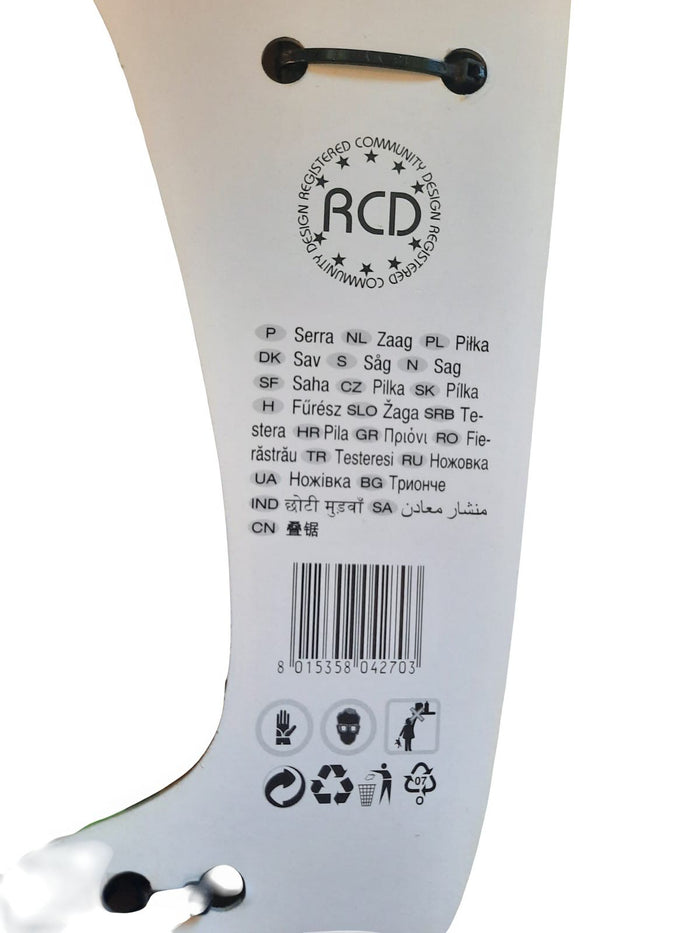 REGISTERED COMMUNITY DESIGN REGISTERED COMMUNITY DESIGN
RCD
P Serra NL Zaag PL Piłka
DK Sav S Såg N Sag
SF Saha CZ Pilka SK Pílka
H Fűrész SLO Žaga SRB Te-
stera HR Pila GR Πριόνι RO Fie-
răstrău TR Testeresi RU Ножовка
UA Ножівка BG Трионче
IND छोटी मुड़वाँ SA منشار معادن
CN 叠锯
8 015358 042703
07
O